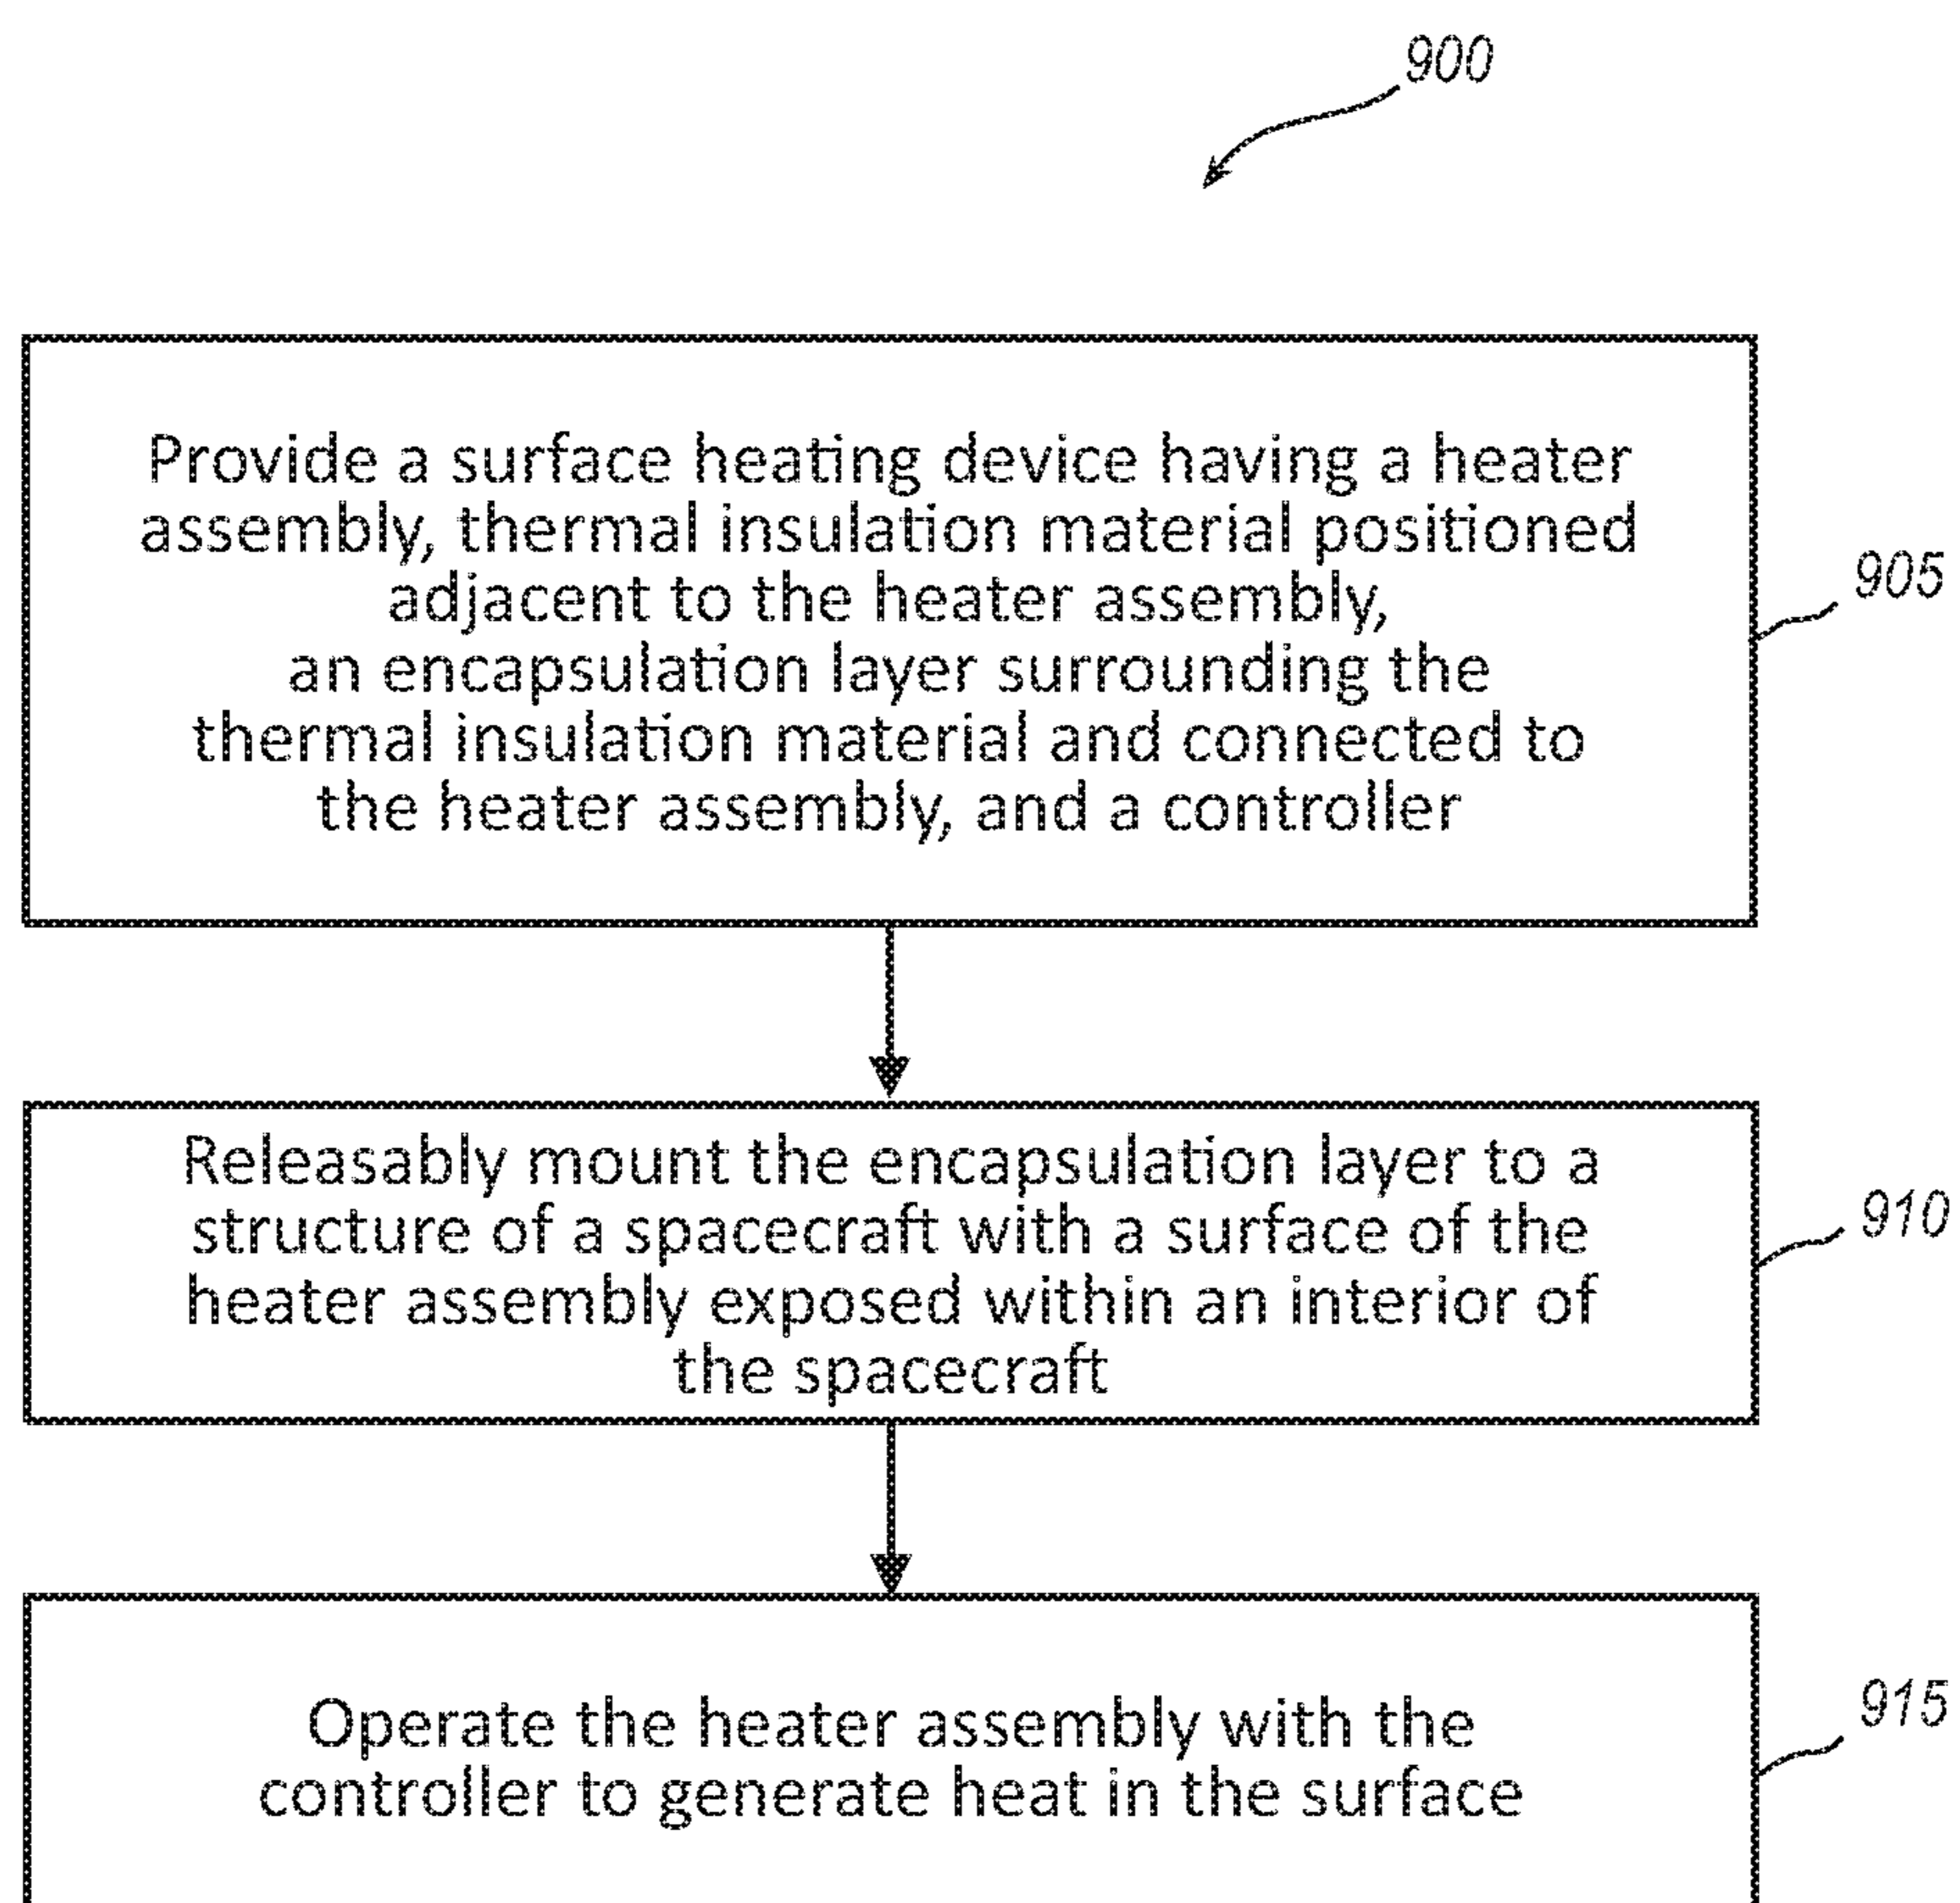 900
Provide a surface heating device having a heater
assembly, thermal insulation material positioned
adjacent to the heater assembly,
an encapsulation layer surrounding the
thermal insulation material and connected to
the heater assembly, and a controller
905
Releasably mount the encapsulation layer to a
structure of a spacecraft with a surface of the
heater assembly exposed within an interior of
the spacecraft
910
Operate the heater assembly with the
controller to generate heat in the surface
915